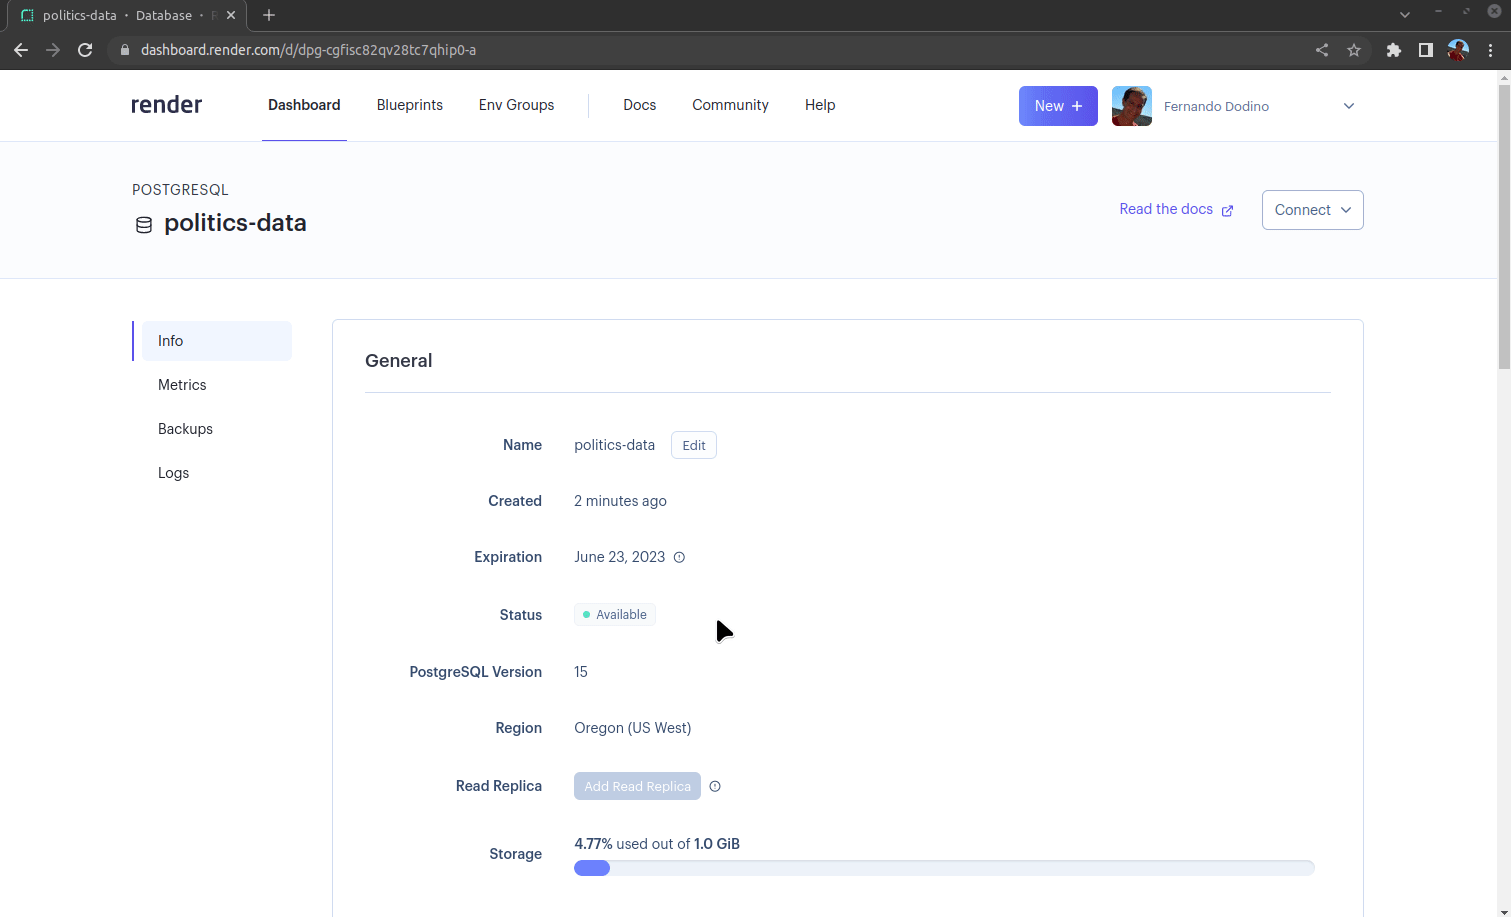 politics-data · Database ·
dashboard.render.com/d/dpg-cgfisc82qv28tc7qhip0-a
render Dashboard Blueprints Env Groups Docs Community Help New + Fernando Dodino
POSTGRESQL
politics-data
Read the docs Connect
Info
Metrics
Backups
Logs
General
Name politics-data Edit
Created 2 minutes ago
Expiration June 23, 2023
Status Available
PostgreSQL Version 15
Region Oregon (US West)
Read Replica Add Read Replica
Storage 4.77% used out of 1.0 GiB